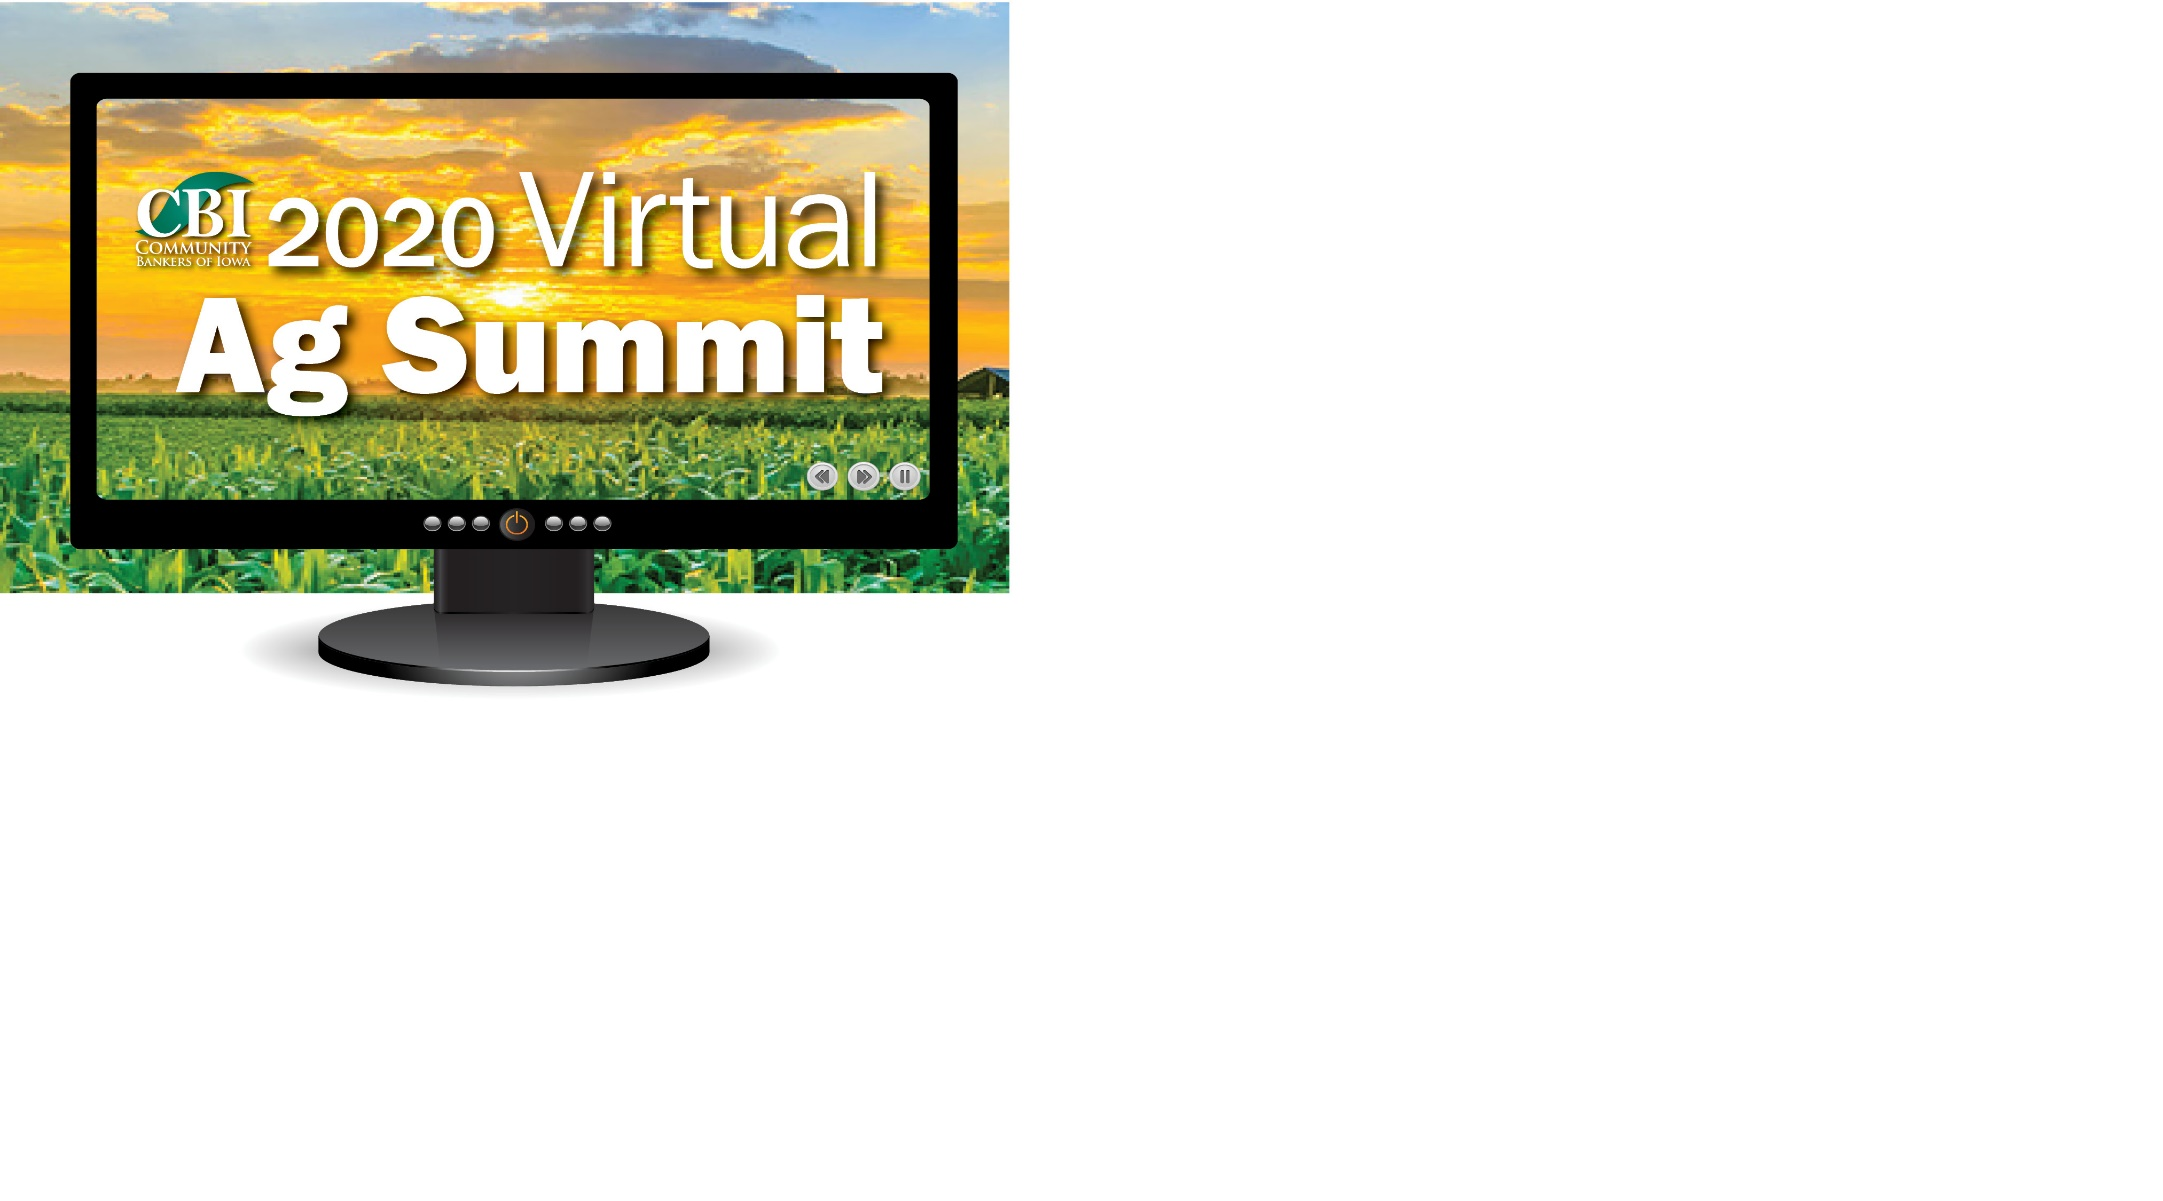 CBI
COMMUNITY
BANKERS OF IOWA
2020 Virtual
Ag Summit